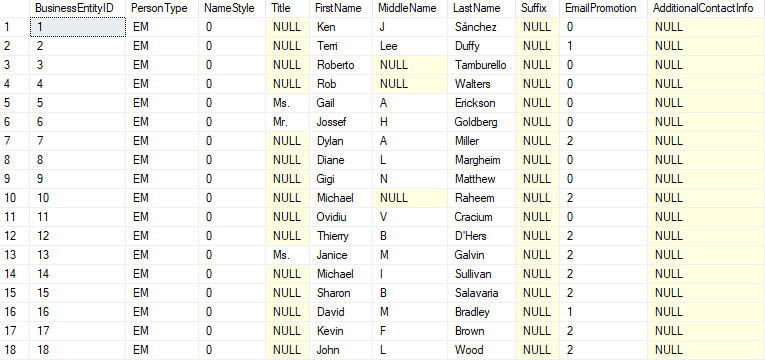 BusinessEntityID PersonType NameStyle Title FirstName MiddleName LastName Suffix EmailPromotion AdditionalContactInfo
1 1 EM 0 NULL Ken J Sánchez NULL 0 NULL
2 2 EM 0 NULL Terri Lee Duffy NULL 1 NULL
3 3 EM 0 NULL Roberto NULL Tamburello NULL 0 NULL
4 4 EM 0 NULL Rob NULL Walters NULL 0 NULL
5 5 EM 0 Ms. Gail A Erickson NULL 0 NULL
6 6 EM 0 Mr. Jossef H Goldberg NULL 0 NULL
7 7 EM 0 NULL Dylan A Miller NULL 2 NULL
8 8 EM 0 NULL Diane L Margheim NULL 0 NULL
9 9 EM 0 NULL Gigi N Matthew NULL 0 NULL
10 10 EM 0 NULL Michael NULL Raheem NULL 2 NULL
11 11 EM 0 NULL Ovidiu V Cracium NULL 0 NULL
12 12 EM 0 NULL Thierry B D'Hers NULL 2 NULL
13 13 EM 0 Ms. Janice M Galvin NULL 2 NULL
14 14 EM 0 NULL Michael I Sullivan NULL 2 NULL
15 15 EM 0 NULL Sharon B Salavaria NULL 2 NULL
16 16 EM 0 NULL David M Bradley NULL 1 NULL
17 17 EM 0 NULL Kevin F Brown NULL 2 NULL
18 18 EM 0 NULL John L Wood NULL 2 NULL